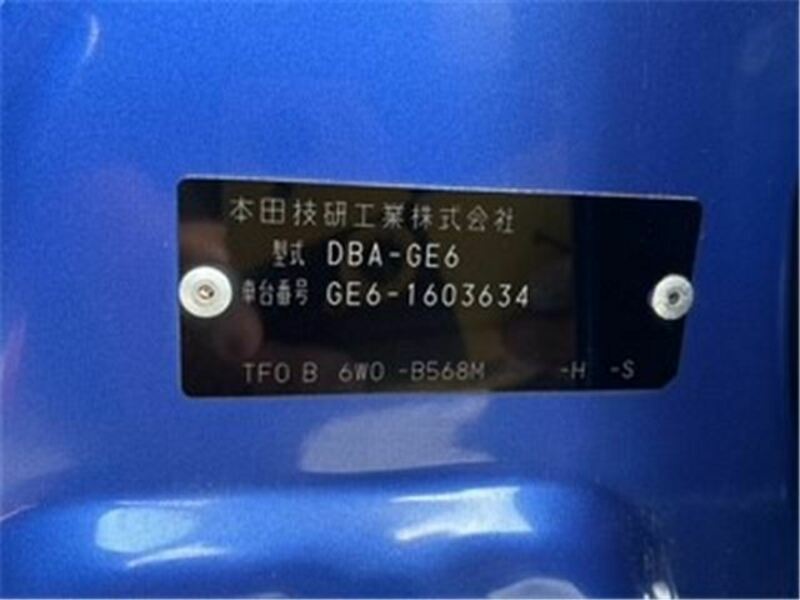 本田技研工業株式会社
型式 DBA-GE6
車台番号 GE6-1603634
TF0 B 6W0 -B568M -H -S